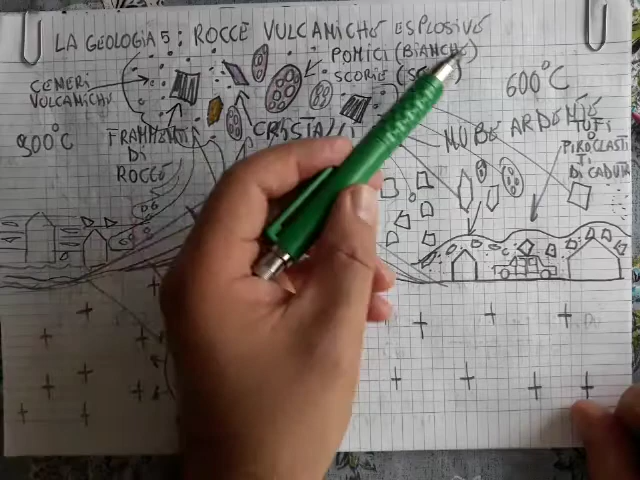 LA GEOLOGIA 5: ROCCE VULCANICHE ESPLOSIVE
POMICI (BIANCHE)
SCORIE
CENERI
VULCANICHE
600°C
900°C
FRAMMENTI
DI
ROCCE
CRISTALLI
NUBE ARDENTE
TUFI
O
PIROCLASTI
TI
DI CADUTA